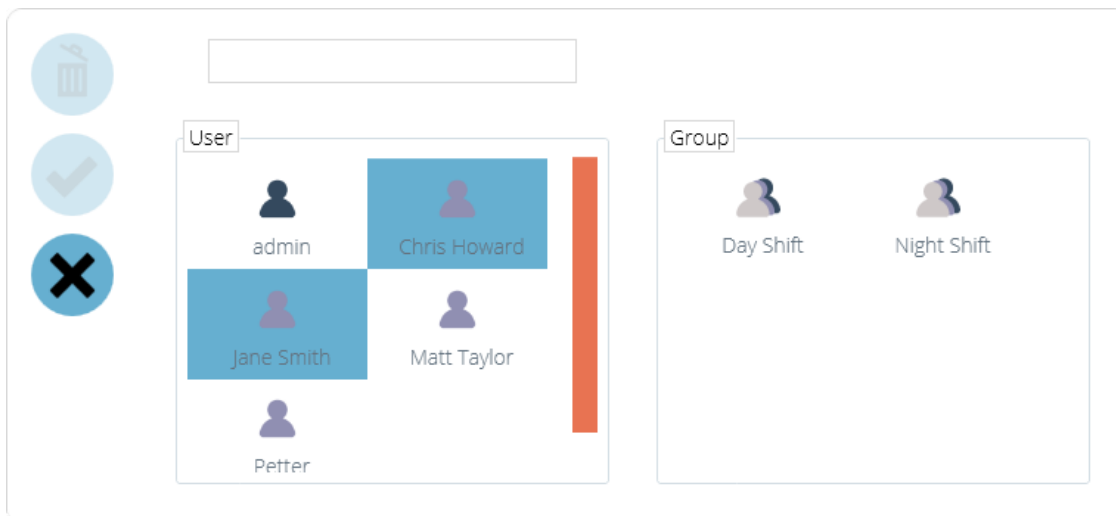 User
Group
admin
Chris Howard
Jane Smith
Matt Taylor
Petter
Day Shift
Night Shift